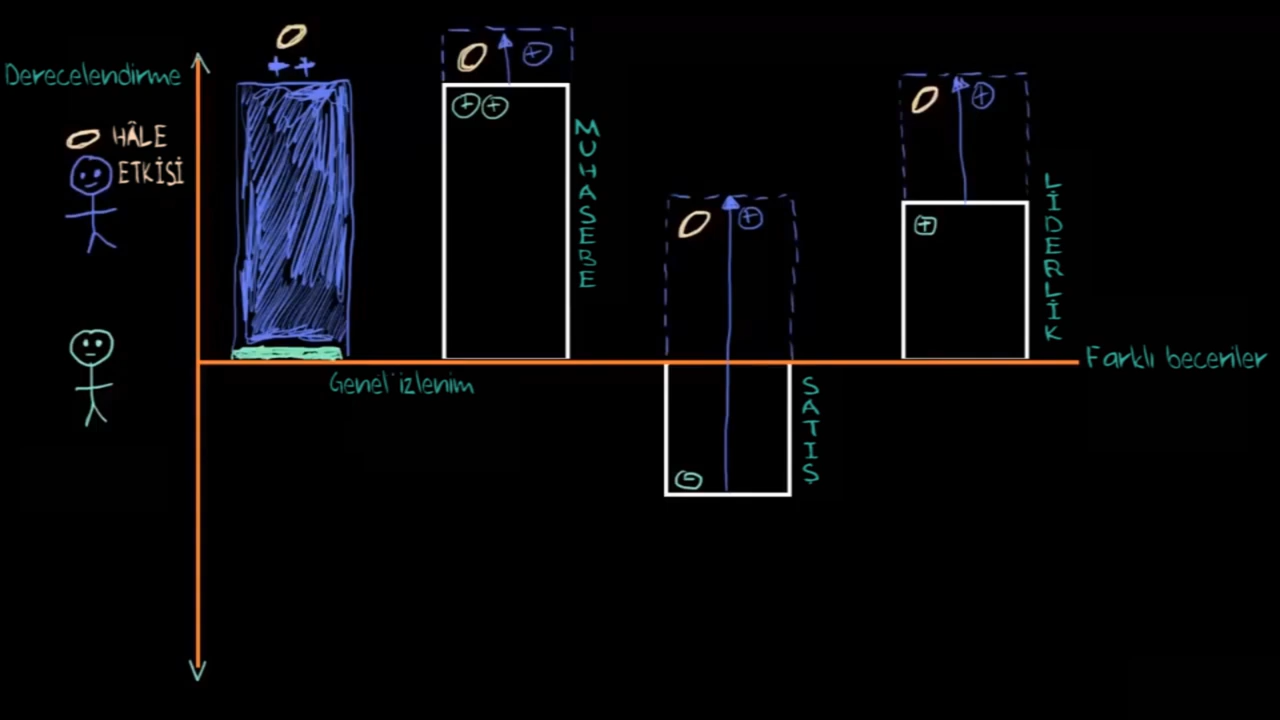 Derecelendirme
HÂLE
ETKİSİ
++
Genel izlenim
+ ++
MUHASEBE
+
-
SATIŞ
+
+
LİDERLİK
Farklı beceriler